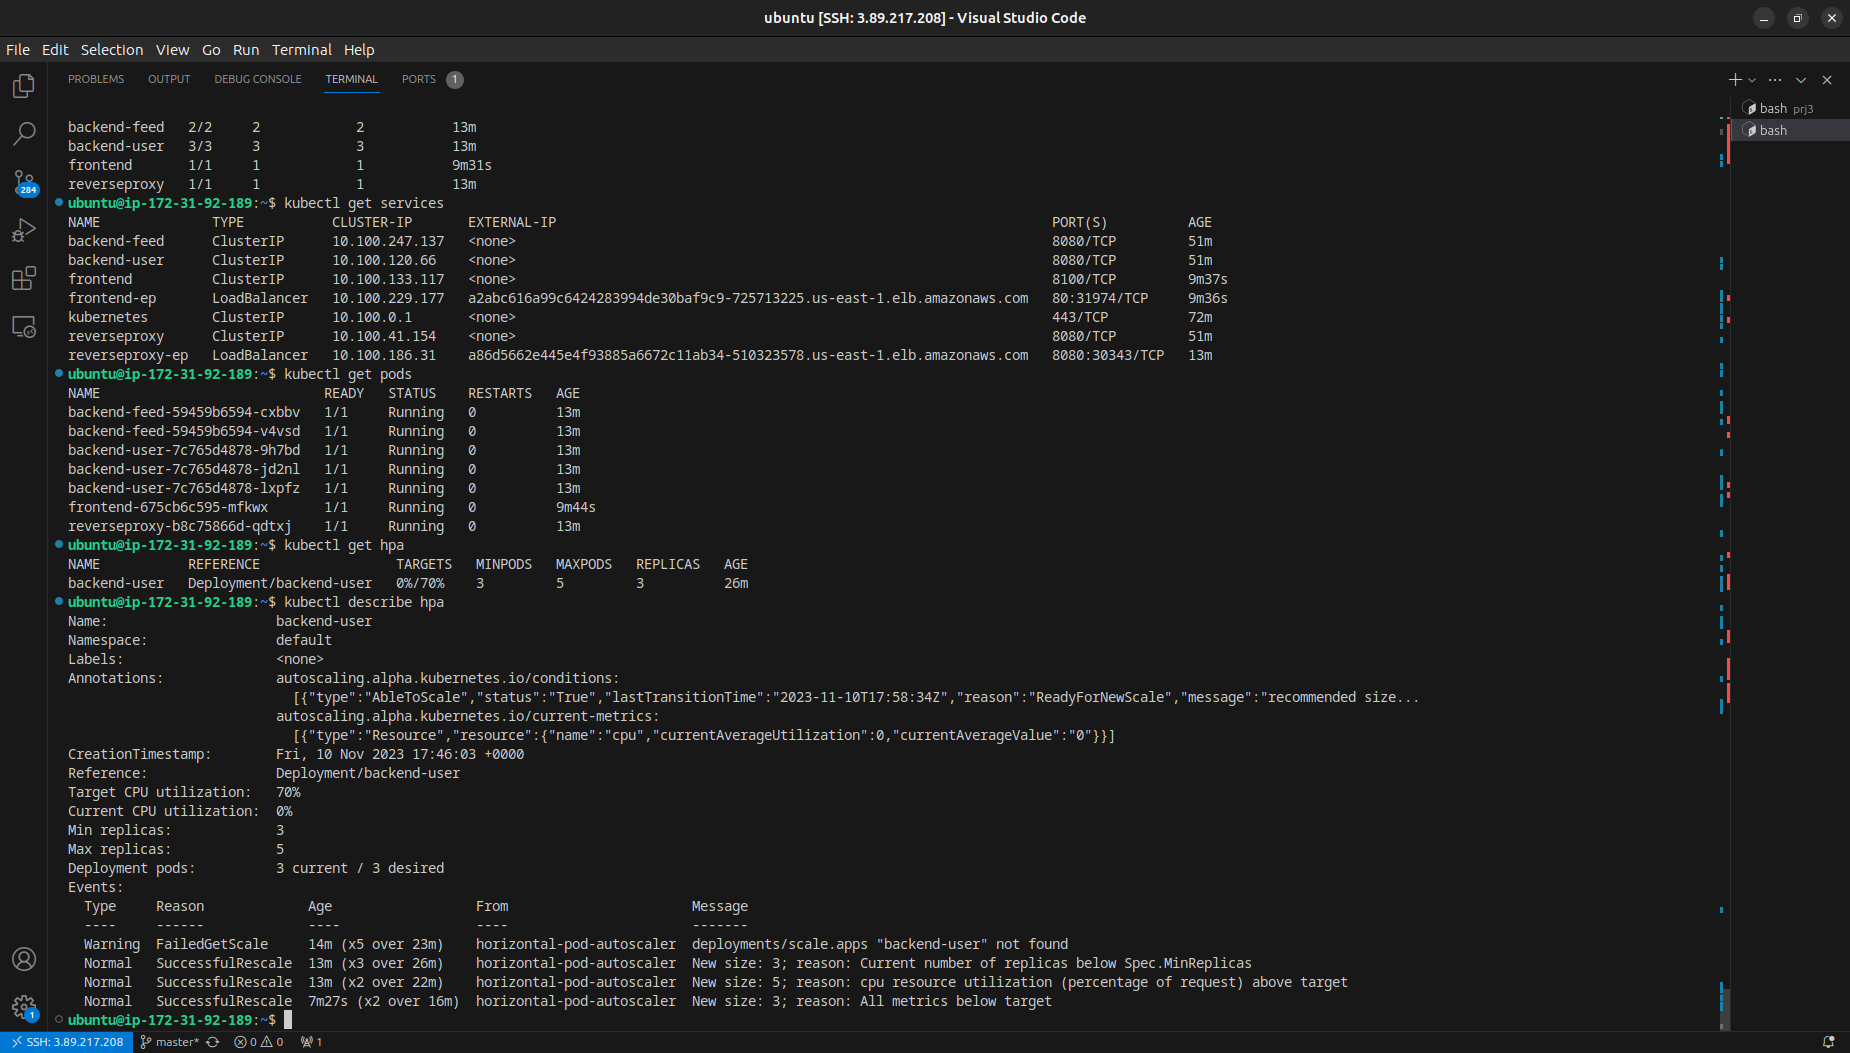 ubuntu [SSH: 3.89.217.208] - Visual Studio Code
File Edit Selection View Go Run Terminal Help
PROBLEMS OUTPUT DEBUG CONSOLE TERMINAL PORTS 1
bash prj3
bash
backend-feed 2/2 2 2 13m
backend-user 3/3 3 3 13m
frontend 1/1 1 1 9m31s
reverseproxy 1/1 1 1 13m
ubuntu@ip-172-31-92-189:~$ kubectl get services
NAME TYPE CLUSTER-IP EXTERNAL-IP PORT(S) AGE
backend-feed ClusterIP 10.100.247.137 <none> 8080/TCP 51m
backend-user ClusterIP 10.100.120.66 <none> 8080/TCP 51m
frontend ClusterIP 10.100.133.117 <none> 8100/TCP 9m37s
frontend-ep LoadBalancer 10.100.229.177 a2abc616a99c6424283994de30baf9c9-725713225.us-east-1.elb.amazonaws.com 80:31974/TCP 9m36s
kubernetes ClusterIP 10.100.0.1 <none> 443/TCP 72m
reverseproxy ClusterIP 10.100.41.154 <none> 8080/TCP 51m
reverseproxy-ep LoadBalancer 10.100.186.31 a86d5662e445e4f93885a6672c11ab34-510323578.us-east-1.elb.amazonaws.com 8080:30343/TCP 13m
ubuntu@ip-172-31-92-189:~$ kubectl get pods
NAME READY STATUS RESTARTS AGE
backend-feed-59459b6594-cxbbv 1/1 Running 0 13m
backend-feed-59459b6594-v4vsd 1/1 Running 0 13m
backend-user-7c765d4878-9h7bd 1/1 Running 0 13m
backend-user-7c765d4878-jd2nl 1/1 Running 0 13m
backend-user-7c765d4878-lxpfz 1/1 Running 0 13m
frontend-675cb6c595-mfkwx 1/1 Running 0 9m44s
reverseproxy-b8c75866d-qdtxj 1/1 Running 0 13m
ubuntu@ip-172-31-92-189:~$ kubectl get hpa
NAME REFERENCE TARGETS MINPODS MAXPODS REPLICAS AGE
backend-user Deployment/backend-user 0%/70% 3 5 3 26m
ubuntu@ip-172-31-92-189:~$ kubectl describe hpa
Name: backend-user
Namespace: default
Labels: <none>
Annotations: autoscaling.alpha.kubernetes.io/conditions:
[{"type":"AbleToScale","status":"True","lastTransitionTime":"2023-11-10T17:58:34Z","reason":"ReadyForNewScale","message":"recommended size...
autoscaling.alpha.kubernetes.io/current-metrics:
[{"type":"Resource","resource":{"name":"cpu","currentAverageUtilization":0,"currentAverageValue":"0"}}]
CreationTimestamp: Fri, 10 Nov 2023 17:46:03 +0000
Reference: Deployment/backend-user
Target CPU utilization: 70%
Current CPU utilization: 0%
Min replicas: 3
Max replicas: 5
Deployment pods: 3 current / 3 desired
Events:
Type Reason Age From Message
---- ------ ---- ---- -------
Warning FailedGetScale 14m (x5 over 23m) horizontal-pod-autoscaler deployments/scale.apps "backend-user" not found
Normal SuccessfulRescale 13m (x3 over 26m) horizontal-pod-autoscaler New size: 3; reason: Current number of replicas below Spec.MinReplicas
Normal SuccessfulRescale 13m (x2 over 22m) horizontal-pod-autoscaler New size: 5; reason: cpu resource utilization (percentage of request) above target
Normal SuccessfulRescale 7m27s (x2 over 16m) horizontal-pod-autoscaler New size: 3; reason: All metrics below target
ubuntu@ip-172-31-92-189:~$
284
1
SSH: 3.89.217.208 master* 0 0 1